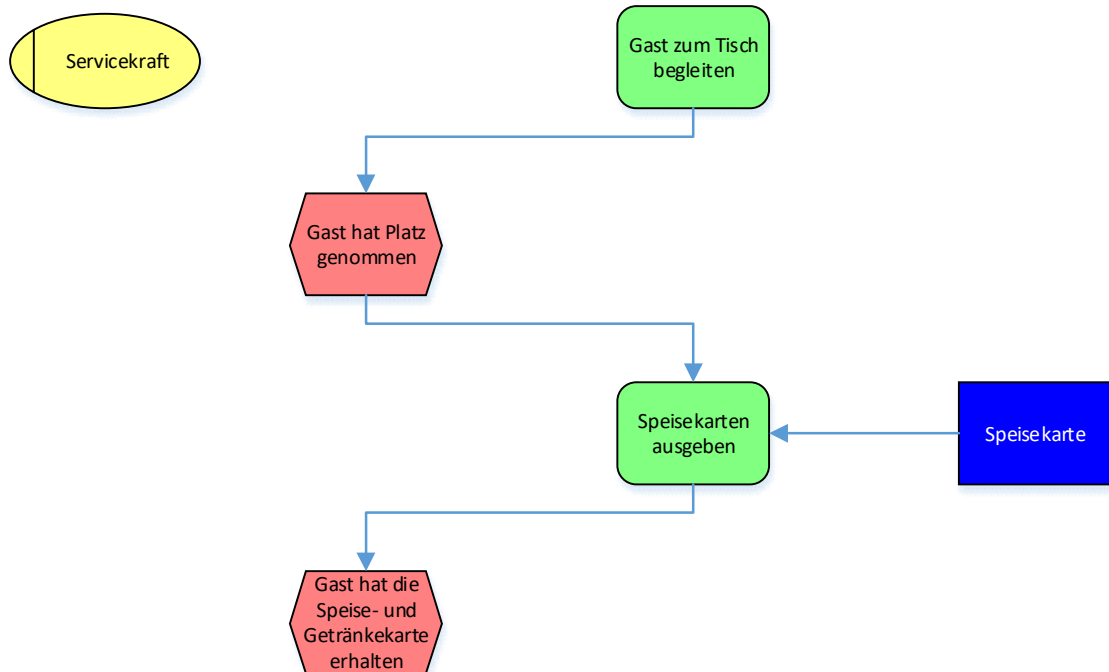 Servicekraft
Gast zum Tisch
begleiten
Gast hat Platz
genommen
Speisekarten
ausgeben
Speisekarte
Gast hat die
Speise- und
Getränkekarte
erhalten